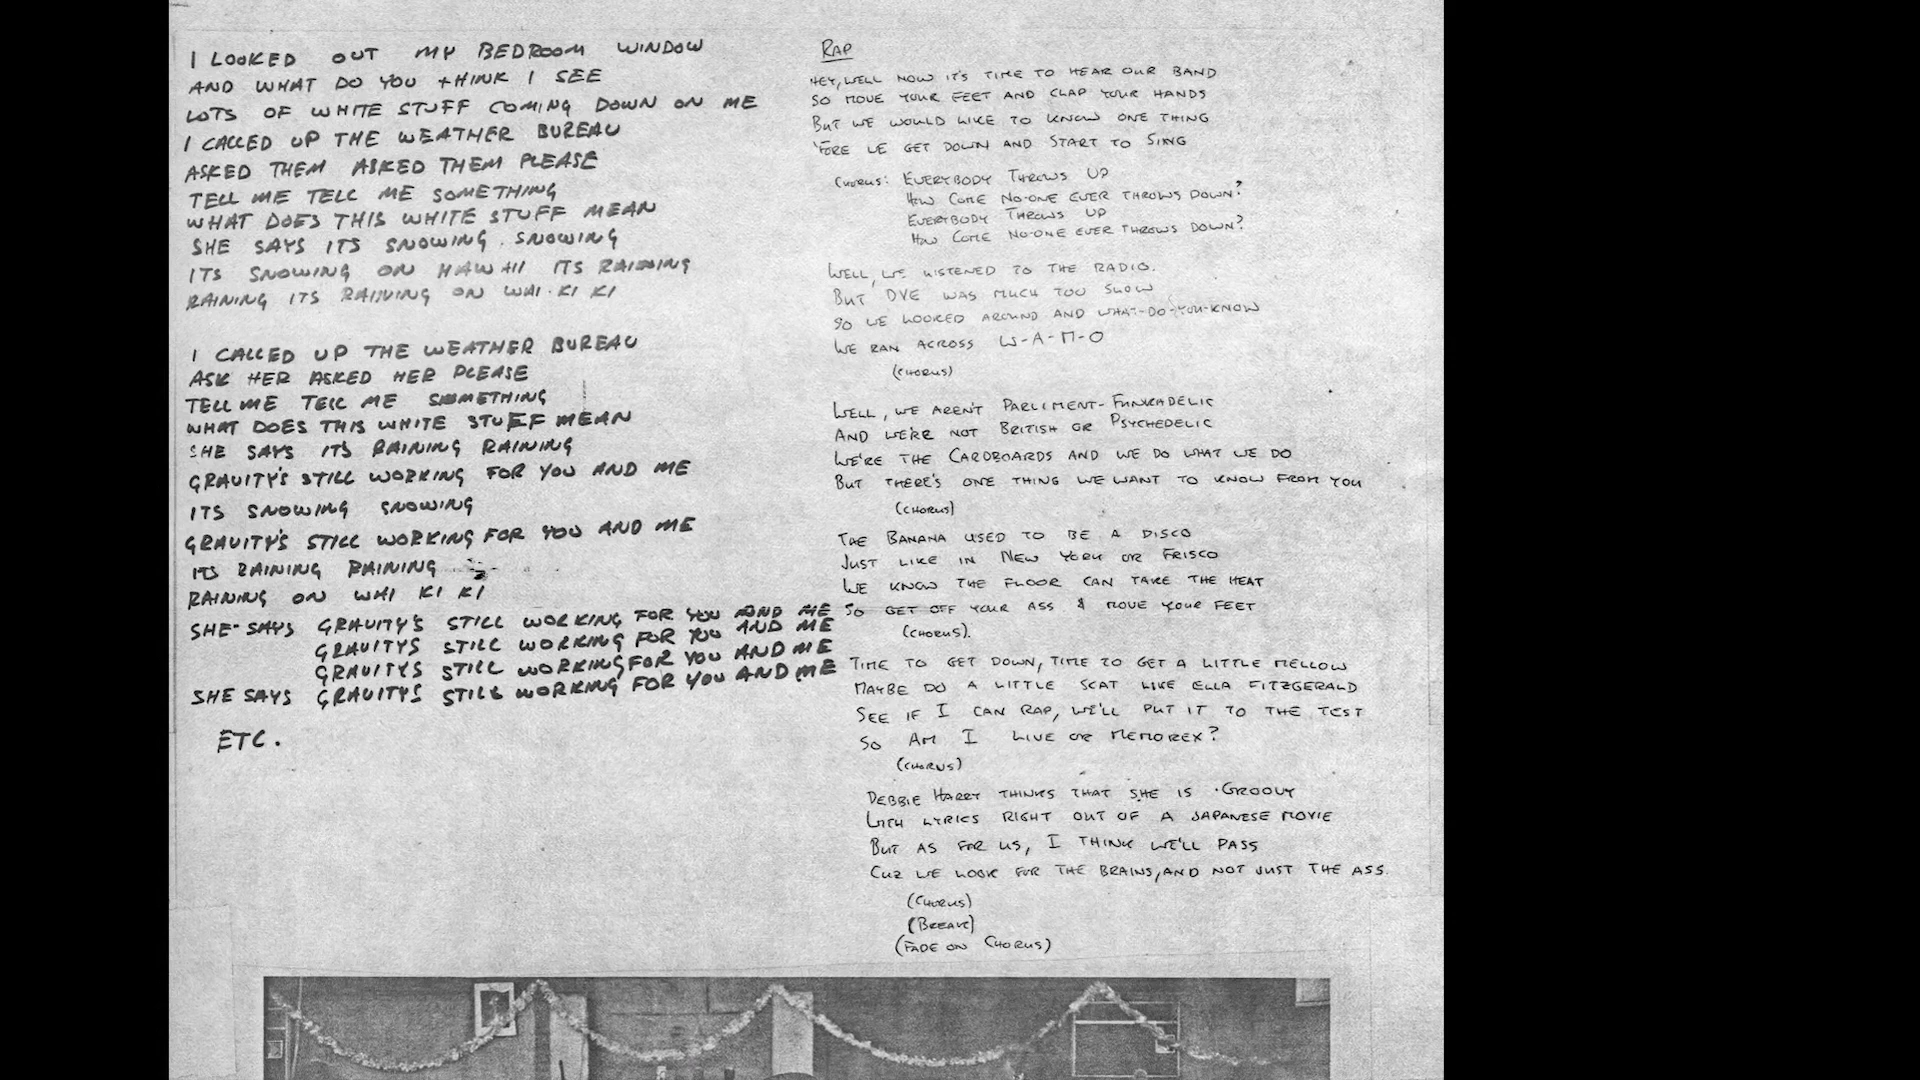 I LOOKED OUT MY BEDROOM WINDOW
AND WHAT DO YOU THINK I SEE
LOTS OF WHITE STUFF COMING DOWN ON ME
I CALLED UP THE WEATHER BUREAU
ASKED THEM ASKED THEM PLEASE
TELL ME TELL ME SOMETHING
WHAT DOES THIS WHITE STUFF MEAN
SHE SAYS ITS SNOWING. SNOWING
ITS SNOWING ON HAWAII ITS RAINING
RAINING ITS RAINING ON WAI-KI KI
I CALLED UP THE WEATHER BUREAU
ASK HER ASKED HER PLEASE
TELL ME TELL ME SOMETHING
WHAT DOES THIS WHITE STUFF MEAN
SHE SAYS ITS RAINING RAINING
GRAVITY'S STILL WORKING FOR YOU AND ME
ITS SNOWING SNOWING
GRAVITY'S STILL WORKING FOR YOU AND ME
ITS RAINING RAINING
RAINING ON WAI KI KI
SHE-SAYS GRAVITY'S STILL WORKING FOR YOU AND ME
GRAVITYS STILL WORKING FOR YOU AND ME
GRAVITYS STILL WORKING FOR YOU AND ME
SHE SAYS GRAVITYS STILL WORKING FOR YOU AND ME
ETC.
RAP
HEY, WELL NOW IT'S TIME TO HEAR OUR BAND
SO MOVE YOUR FEET AND CLAP YOUR HANDS
BUT WE WOULD LIKE TO KNOW ONE THING
'FORE WE GET DOWN AND START TO SING
CHORUS: EVERYBODY THROWS UP
HOW COME NO-ONE EVER THROWS DOWN?
EVERYBODY THROWS UP
HOW COME NO-ONE EVER THROWS DOWN?
WELL, WE LISTENED TO THE RADIO.
BUT DVE WAS MUCH TOO SLOW
SO WE LOOKED AROUND AND WHAT-DO-YOU-KNOW
WE RAN ACROSS W-A-M-O
(CHORUS)
WELL, WE AREN'T PARLIMENT-FUNKADELIC
AND WE'RE NOT BRITISH OR PSYCHEDELIC
WE'RE THE CARDBOARDS AND WE DO WHAT WE DO
BUT THERE'S ONE THING WE WANT TO KNOW FROM YOU
(CHORUS)
THE BANANA USED TO BE A DISCO
JUST LIKE IN NEW YORK OR FRISCO
WE KNOW THE FLOOR CAN TAKE THE HEAT
SO GET OFF YOUR ASS & MOVE YOUR FEET
(CHORUS).
TIME TO GET DOWN, TIME TO GET A LITTLE MELLOW
MAYBE DO A LITTLE SCAT LIKE ELLA FITZGERALD
SEE IF I CAN RAP, WE'LL PUT IT TO THE TEST
SO AM I LIVE OR MEMOREX?
(CHORUS)
DEBBIE HARRY THINKS THAT SHE IS GROOVY
WITH LYRICS RIGHT OUT OF A JAPANESE MOVIE
BUT AS FOR US, I THINK WE'LL PASS
CUZ WE LOOK FOR THE BRAINS, AND NOT JUST THE ASS.
(CHORUS)
(BREAK)
(FADE ON CHORUS)